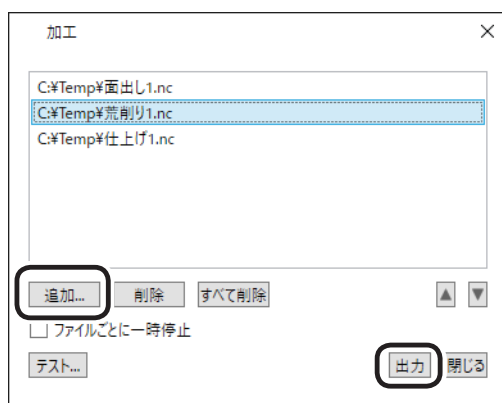 加工
C:¥Temp¥面出し1.nc
C:¥Temp¥荒削り1.nc
C:¥Temp¥仕上げ1.nc
追加... 削除 すべて削除 ▲ ▼
ファイルごとに一時停止
テスト... 出力 閉じる